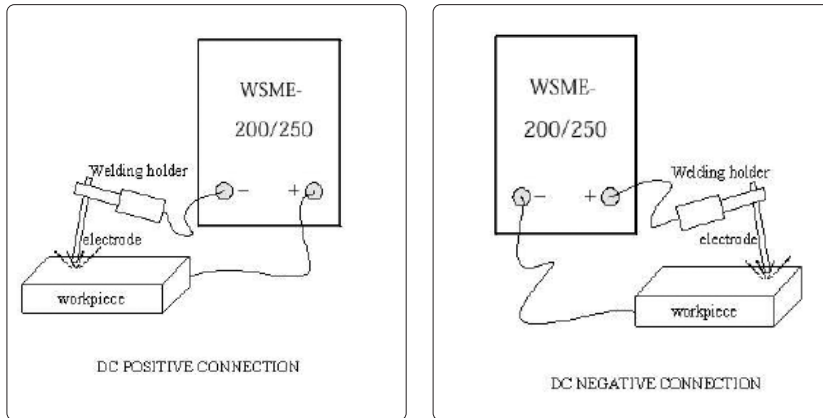 WSME-
200/250
Welding holder
- +
electrode
workpiece
DC POSITIVE CONNECTION
WSME-
200/250
Welding holder
- +
electrode
workpiece
DC NEGATIVE CONNECTION